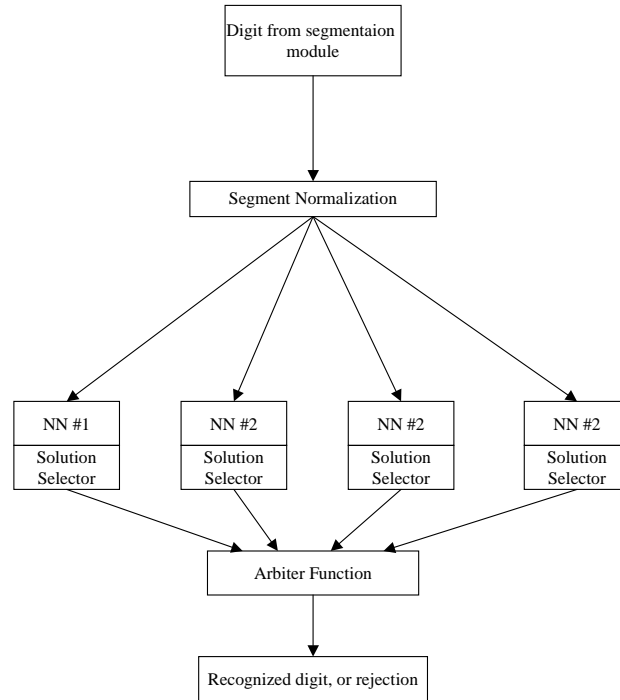 Digit from segmentaion
module
Segment Normalization
NN #1
Solution
Selector
NN #2
Solution
Selector
NN #2
Solution
Selector
NN #2
Solution
Selector
Arbiter Function
Recognized digit, or rejection